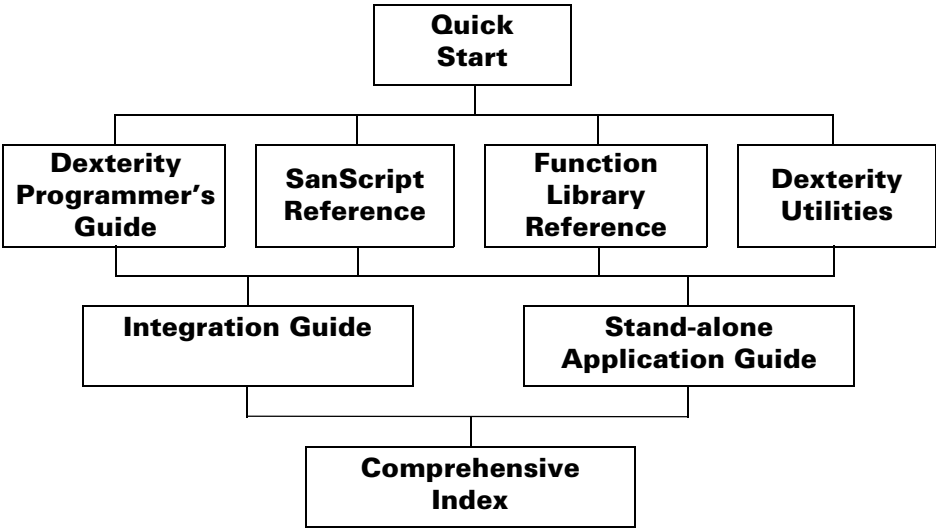 Quick
Start
Dexterity
Programmer's
Guide
SanScript
Reference
Function
Library
Reference
Dexterity
Utilities
Integration Guide
Stand-alone
Application Guide
Comprehensive
Index